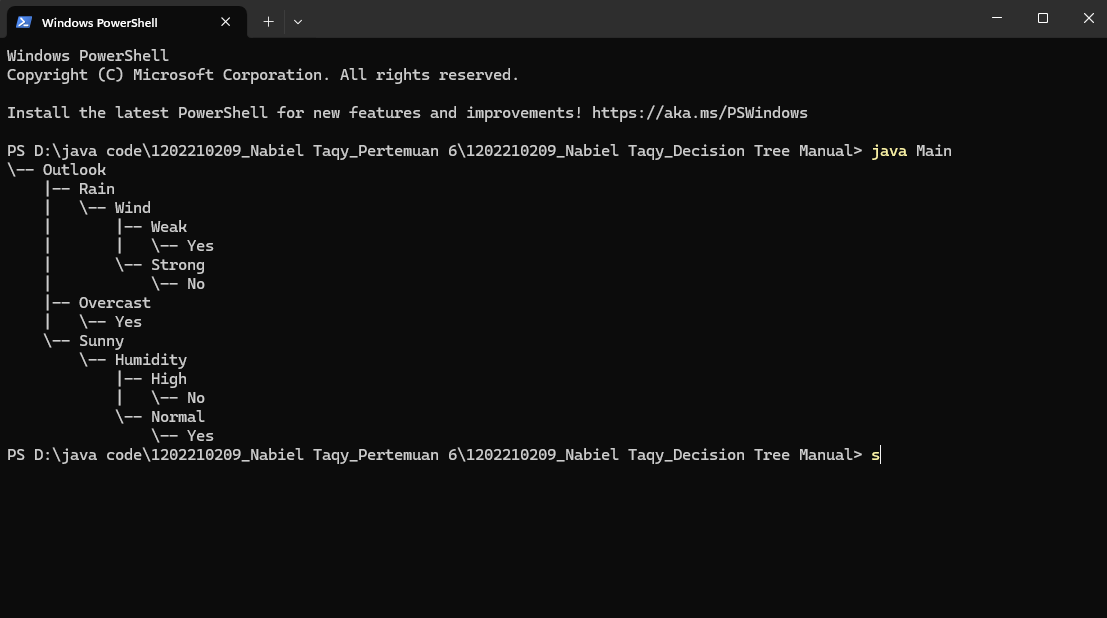 Windows PowerShell
Windows PowerShell
Copyright (C) Microsoft Corporation. All rights reserved.

Install the latest PowerShell for new features and improvements! https://aka.ms/PSWindows

PS D:\java code\1202210209_Nabiel Taqy_Pertemuan 6\1202210209_Nabiel Taqy_Decision Tree Manual> java Main
\-- Outlook
    |-- Rain
    |   \-- Wind
    |       |-- Weak
    |       |   \-- Yes
    |       \-- Strong
    |           \-- No
    |-- Overcast
    |   \-- Yes
    \-- Sunny
        \-- Humidity
            |-- High
            |   \-- No
            \-- Normal
                \-- Yes
PS D:\java code\1202210209_Nabiel Taqy_Pertemuan 6\1202210209_Nabiel Taqy_Decision Tree Manual> s